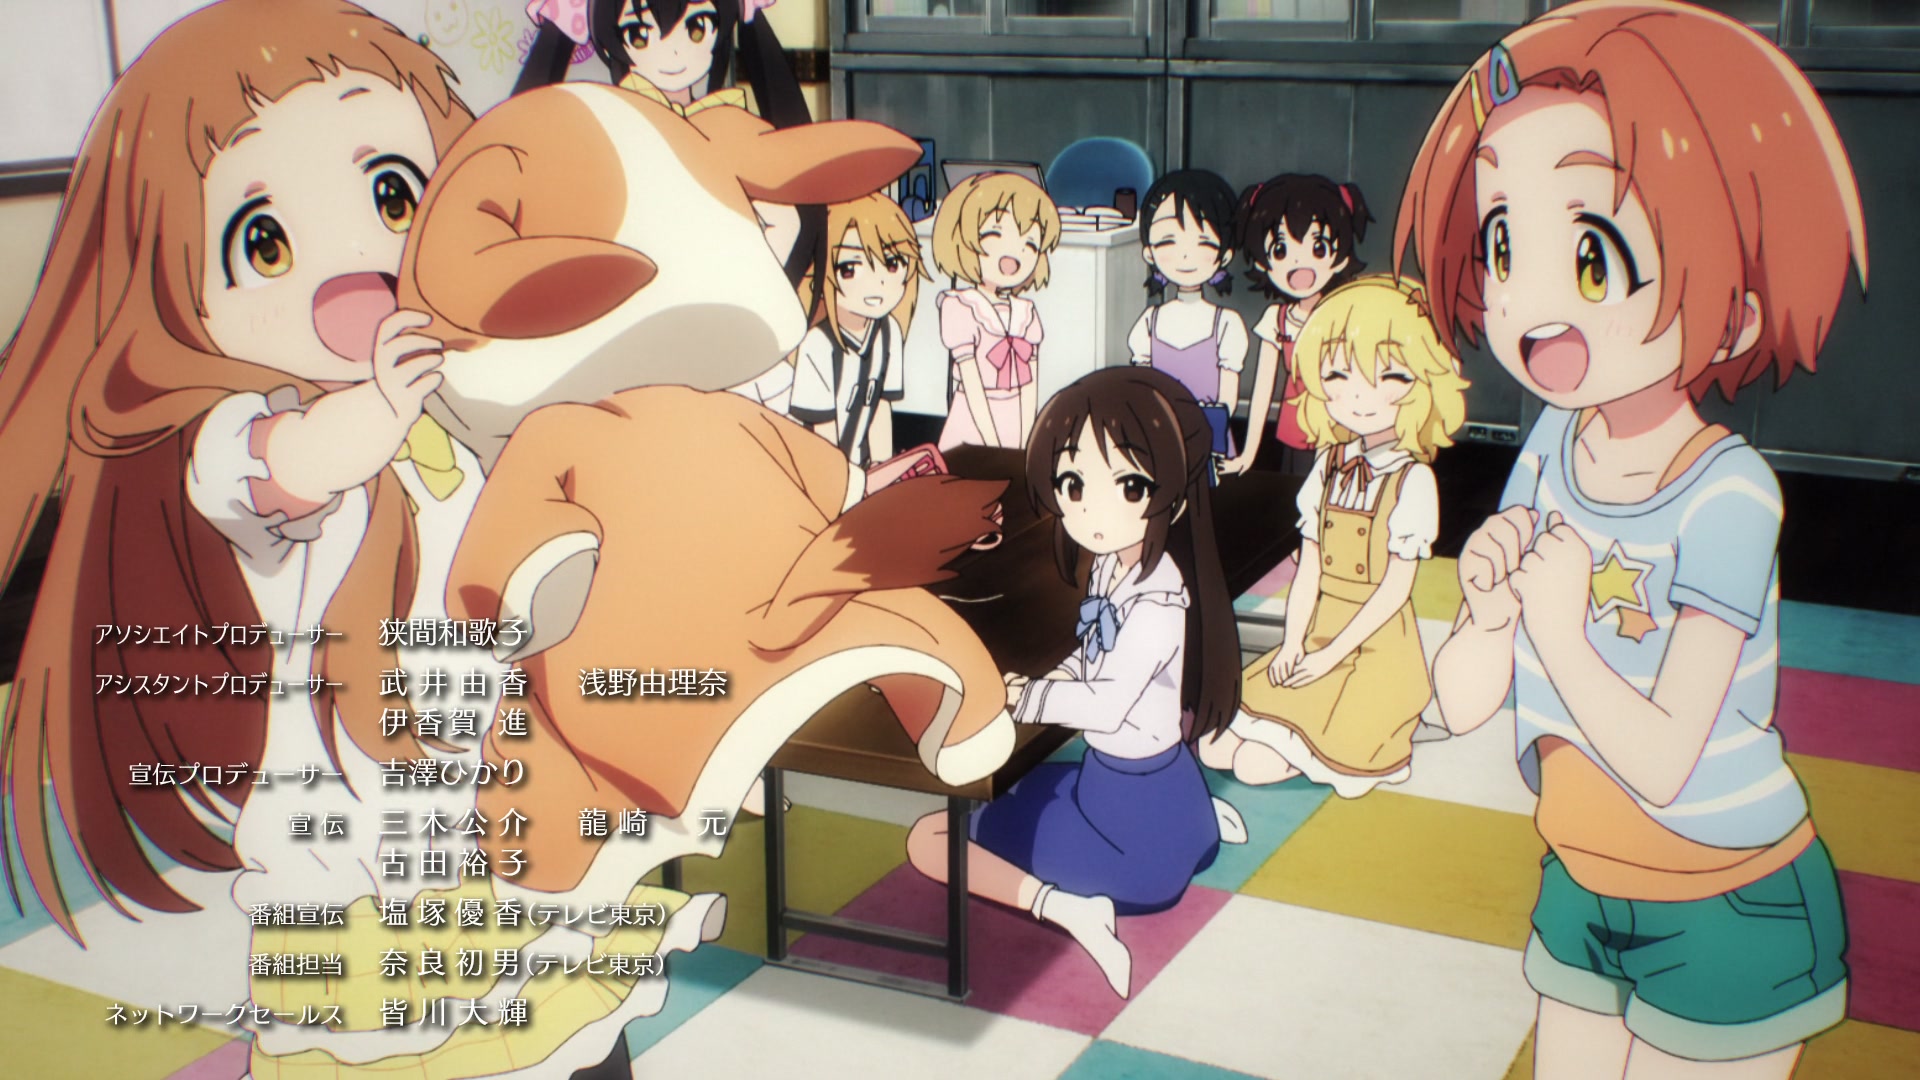 アソシエイトプロデューサー 狭間和歌子
アシスタントプロデューサー 武井由香 浅野由理奈
伊香賀 進
宣伝プロデューサー 吉澤ひかり
宣伝 三木公介 龍崎 元
古田裕子
番組宣伝 塩塚優香(テレビ東京)
番組担当 奈良初男(テレビ東京)
ネットワークセールス 皆川大輝